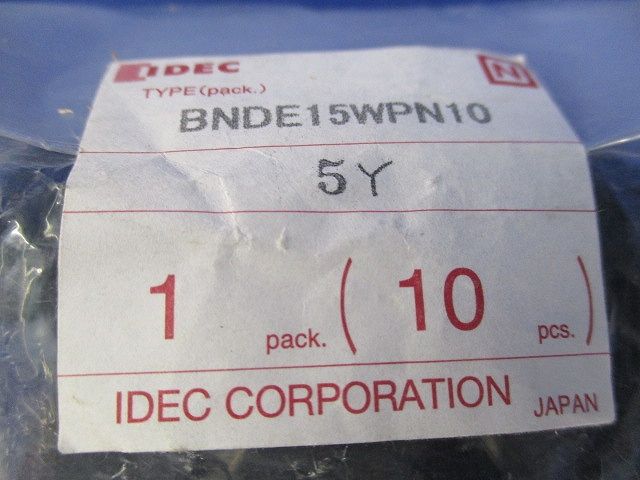 IDEC
N
TYPE(pack.)
BNDE15WPN10
5Y
1 pack. ( 10 pcs. )
IDEC CORPORATION JAPAN